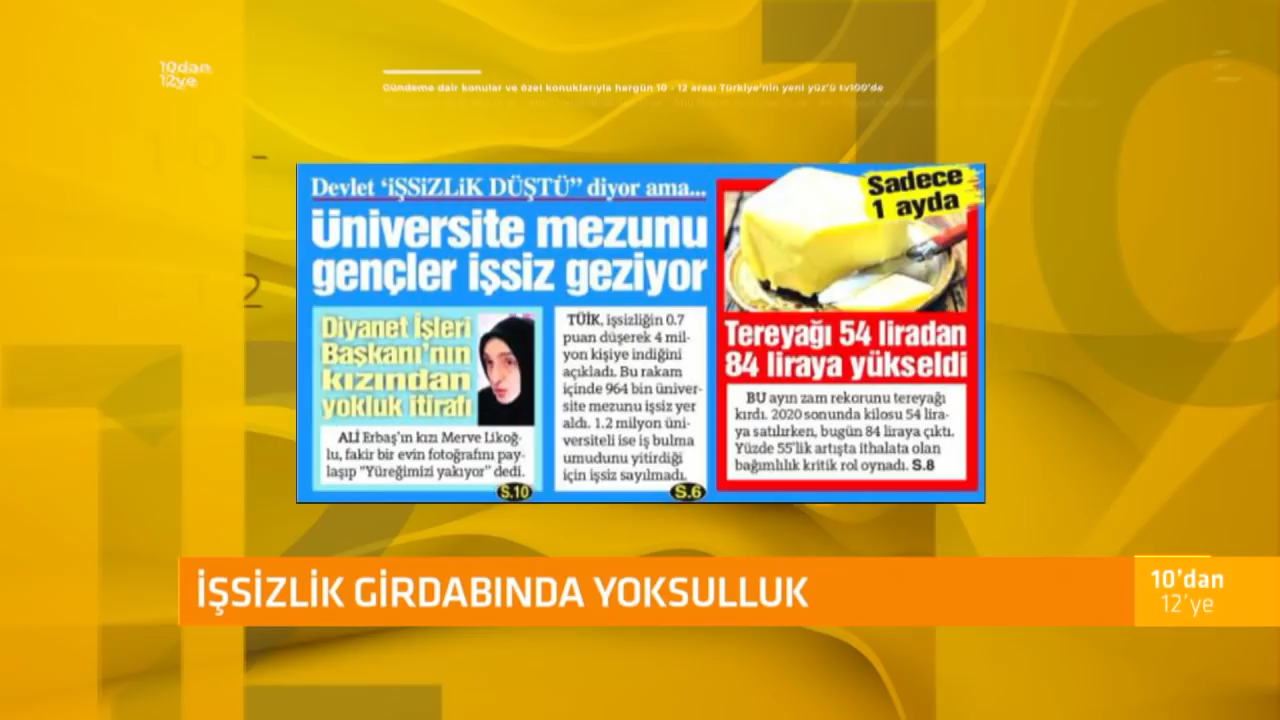 10dan
12ye
Gündeme dair konular ve özel konuklarıyla hergün 10 - 12 arası Türkiye'nin yeni yüz'ü tv100'de
10 -
12
Devlet ‘İŞSİZLİK DÜŞTÜ” diyor ama...
Üniversite mezunu
gençler işsiz geziyor
Diyanet İşleri
Başkanı'nın
kızından
yokluk itirafı
ALİ Erbaş'ın kızı Merve Likoğ-
lu, fakir bir evin fotoğrafını pay-
laşıp "Yüreğimizi yakıyor" dedi.
S.10
TÜİK, işsizliğin 0.7
puan düşerek 4 mil-
yon kişiye indiğini
açıkladı. Bu rakam
içinde 964 bin üniver-
site mezunu işsiz yer
aldı. 1.2 milyon üni-
versiteli ise iş bulma
umudunu yitirdiği
için işsiz sayılmadı.
S.6
Sadece
1 ayda
Tereyağı 54 liradan
84 liraya yükseldi
BU ayın zam rekorunu tereyağı
kırdı. 2020 sonunda kilosu 54 lira-
ya satılırken, bugün 84 liraya çıktı.
Yüzde 55'lik artışta ithalata olan
bağımlılık kritik rol oynadı. S.8
İŞSİZLİK GİRDABINDA YOKSULLUK
10'dan
12'ye